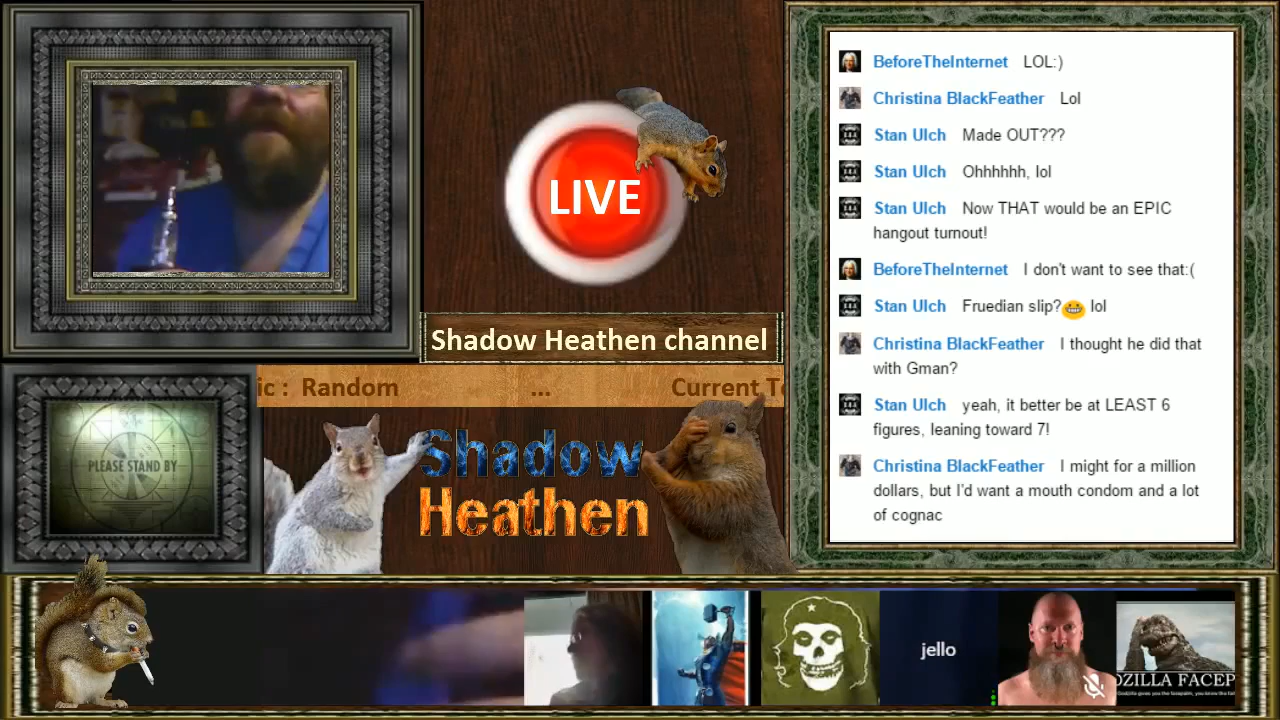 LIVE
Shadow Heathen channel
ic : Random ... Current T
PLEASE STAND BY
Shadow
Heathen
BeforeTheInternet LOL:)
Christina BlackFeather Lol
Stan Ulch Made OUT???
Stan Ulch Ohhhhhh, lol
Stan Ulch Now THAT would be an EPIC
hangout turnout!
BeforeTheInternet I don't want to see that:(
Stan Ulch Fruedian slip?😁 lol
Christina BlackFeather I thought he did that
with Gman?
Stan Ulch yeah, it better be at LEAST 6
figures, leaning toward 7!
Christina BlackFeather I might for a million
dollars, but I'd want a mouth condom and a lot
of cognac
jello
DZILLA FACEP